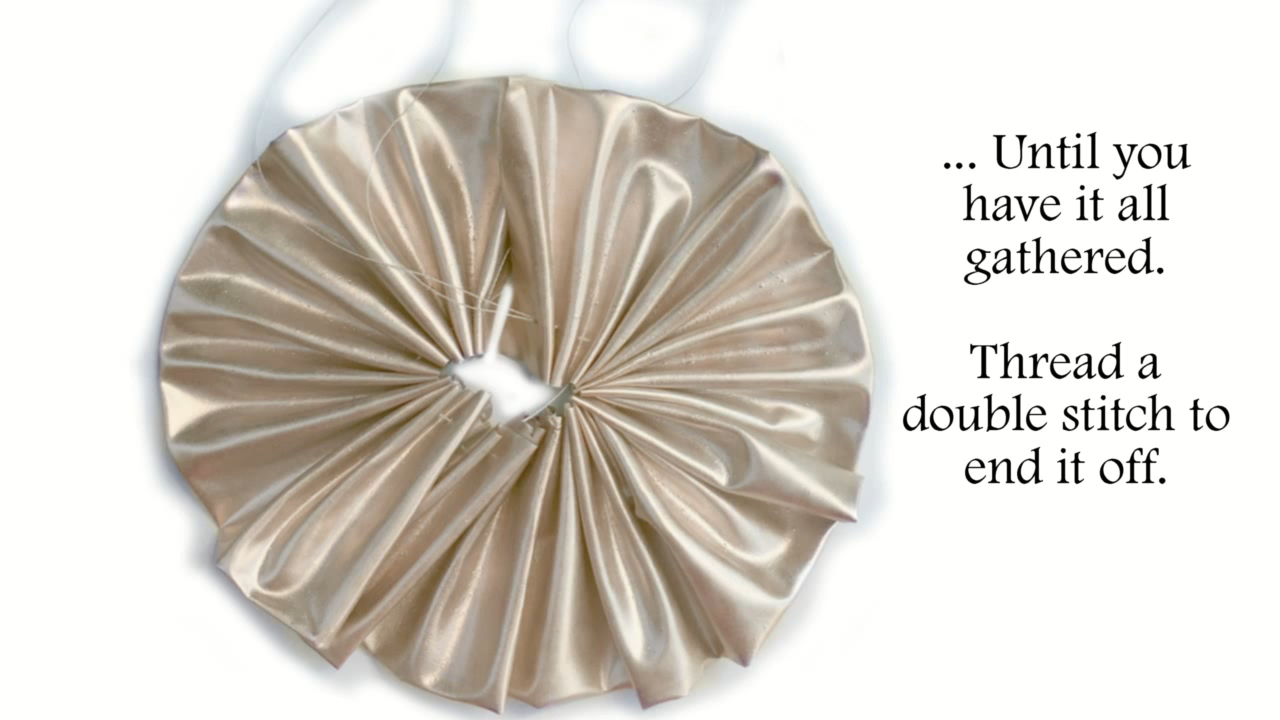 ... Until you
have it all
gathered.
Thread a
double stitch to
end it off.